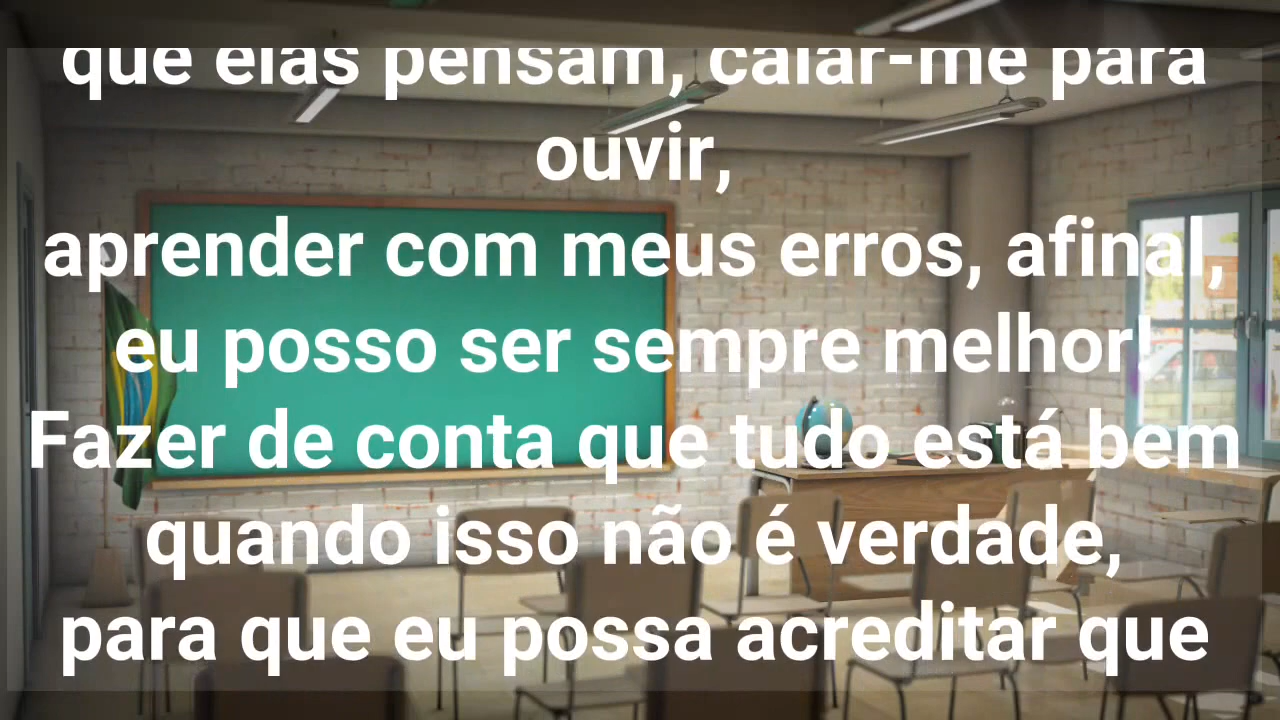 que elas pensam, calar-me para
ouvir,
aprender com meus erros, afinal,
eu posso ser sempre melhor!
Fazer de conta que tudo está bem
quando isso não é verdade,
para que eu possa acreditar que